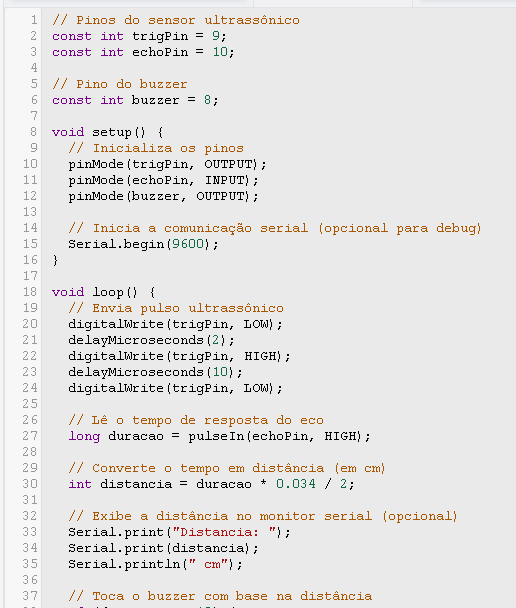 1 // Pinos do sensor ultrassônico
2 const int trigPin = 9;
3 const int echoPin = 10;
4
5 // Pino do buzzer
6 const int buzzer = 8;
7
8 void setup() {
9   // Inicializa os pinos
10   pinMode(trigPin, OUTPUT);
11   pinMode(echoPin, INPUT);
12   pinMode(buzzer, OUTPUT);
13
14   // Inicia a comunicação serial (opcional para debug)
15   Serial.begin(9600);
16 }
17
18 void loop() {
19   // Envia pulso ultrassônico
20   digitalWrite(trigPin, LOW);
21   delayMicroseconds(2);
22   digitalWrite(trigPin, HIGH);
23   delayMicroseconds(10);
24   digitalWrite(trigPin, LOW);
25
26   // Lê o tempo de resposta do eco
27   long duracao = pulseIn(echoPin, HIGH);
28
29   // Converte o tempo em distância (em cm)
30   int distancia = duracao * 0.034 / 2;
31
32   // Exibe a distância no monitor serial (opcional)
33   Serial.print("Distancia: ");
34   Serial.print(distancia);
35   Serial.println(" cm");
36
37   // Toca o buzzer com base na distância